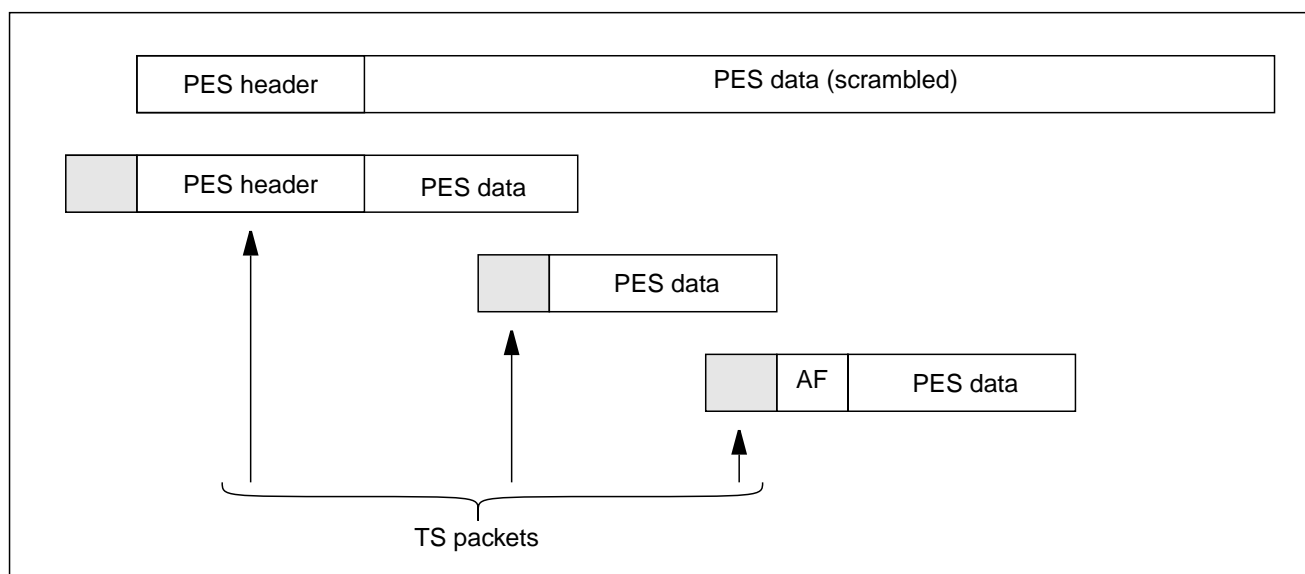 PES header
PES data (scrambled)
PES header
PES data
PES data
AF
PES data
TS packets